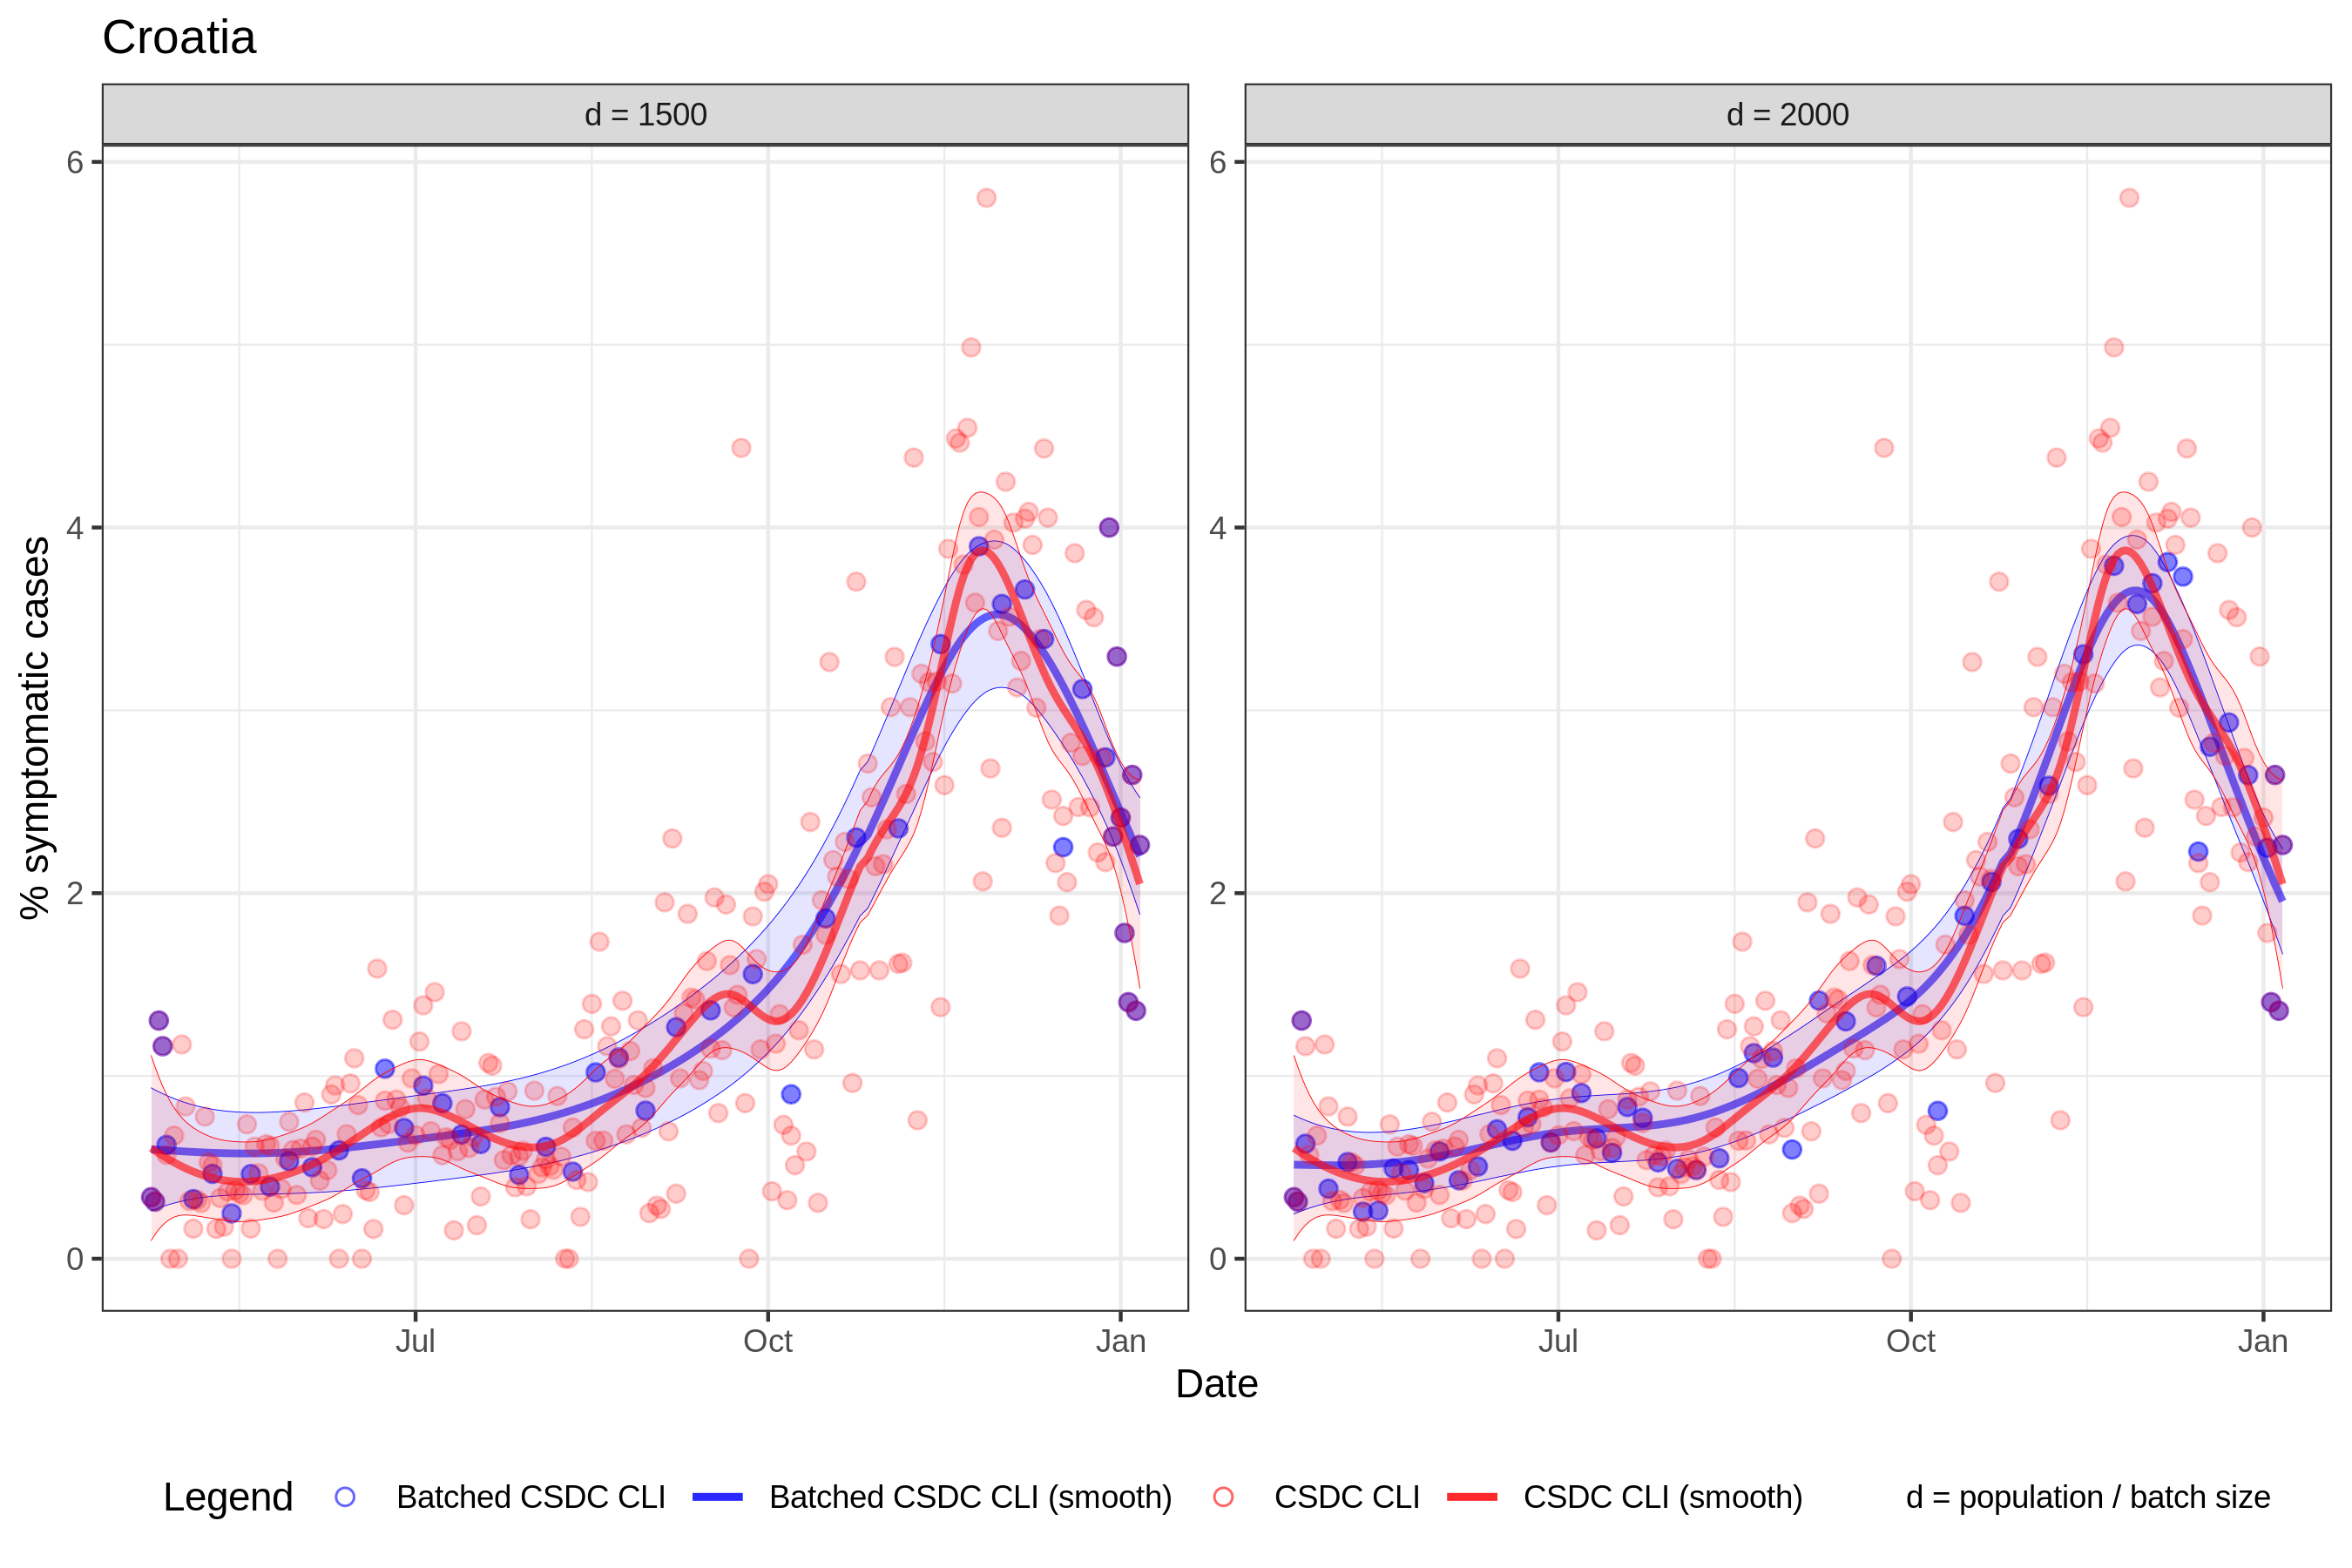 Croatia
d = 1500
d = 2000
% symptomatic cases
6
4
2
0
6
4
2
0
Jul
Oct
Jan
Jul
Oct
Jan
Date
Legend
Batched CSDC CLI
Batched CSDC CLI (smooth)
CSDC CLI
CSDC CLI (smooth)
d = population / batch size